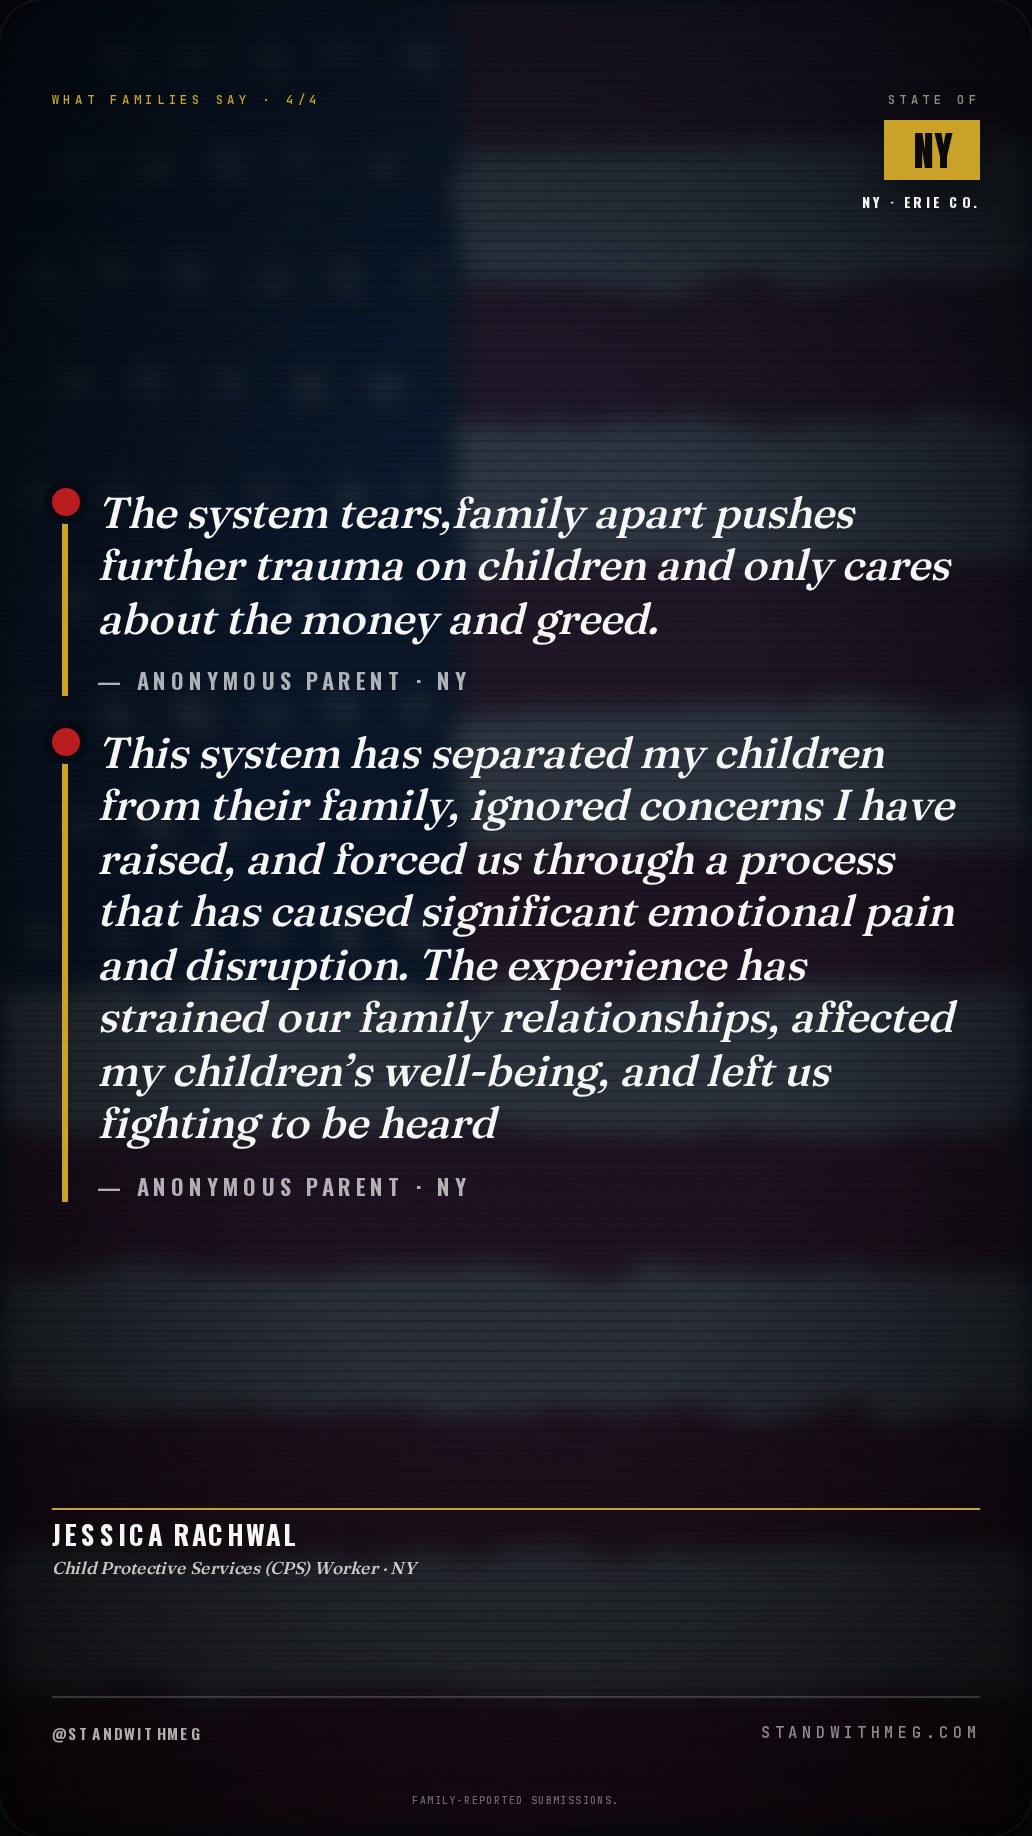 WHAT FAMILIES SAY · 4/4
STATE OF
NY
NY · ERIE CO.
The system tears,family apart pushes
further trauma on children and only cares
about the money and greed.
— ANONYMOUS PARENT · NY
This system has separated my children
from their family, ignored concerns I have
raised, and forced us through a process
that has caused significant emotional pain
and disruption. The experience has
strained our family relationships, affected
my children’s well-being, and left us
fighting to be heard
— ANONYMOUS PARENT · NY
JESSICA RACHWAL
Child Protective Services (CPS) Worker · NY
@STANDWITHMEG
STANDWITHMEG.COM
FAMILY-REPORTED SUBMISSIONS.